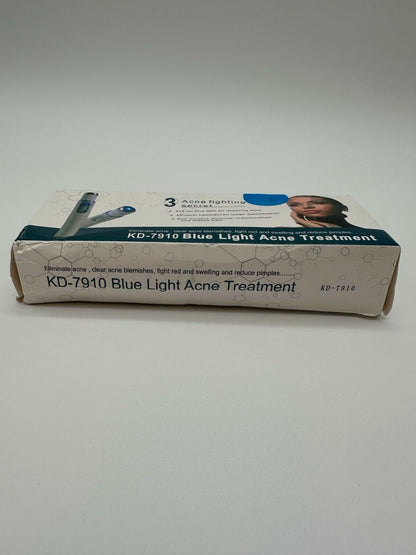 3 Acne fighting
secret
Eliminate acne , clear acne blemishes, fight red and swelling and reduce pimples
KD-7910 Blue Light Acne Treatment
Eliminate acne , clear acne blemishes, fight red and swelling and reduce pimples......
KD-7910 Blue Light Acne Treatment KD-7910